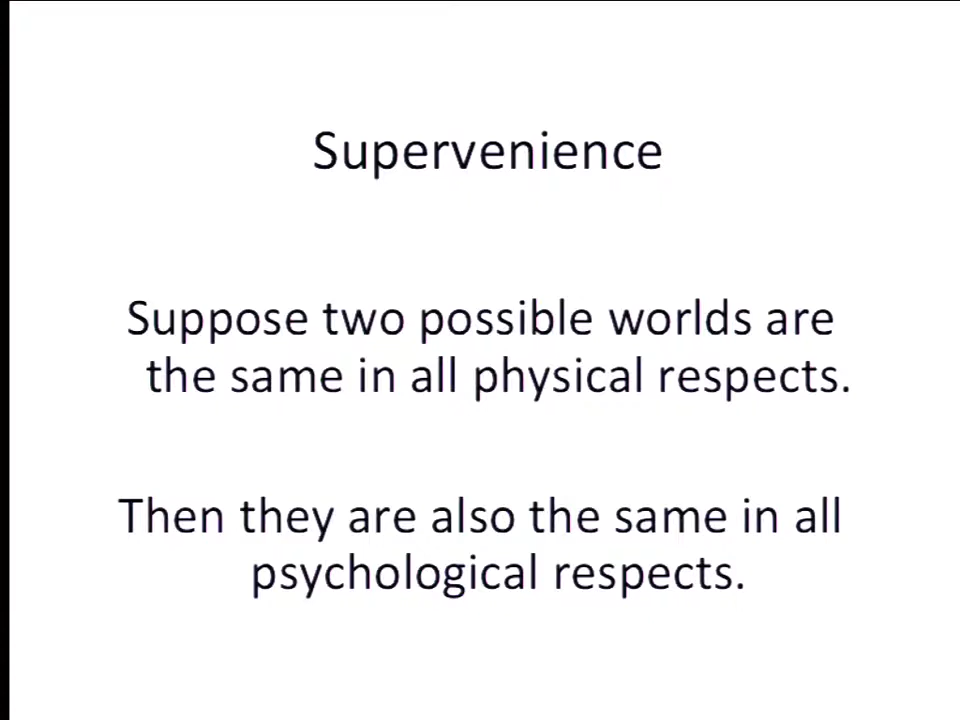 Supervenience
Suppose two possible worlds are
the same in all physical respects.
Then they are also the same in all
psychological respects.